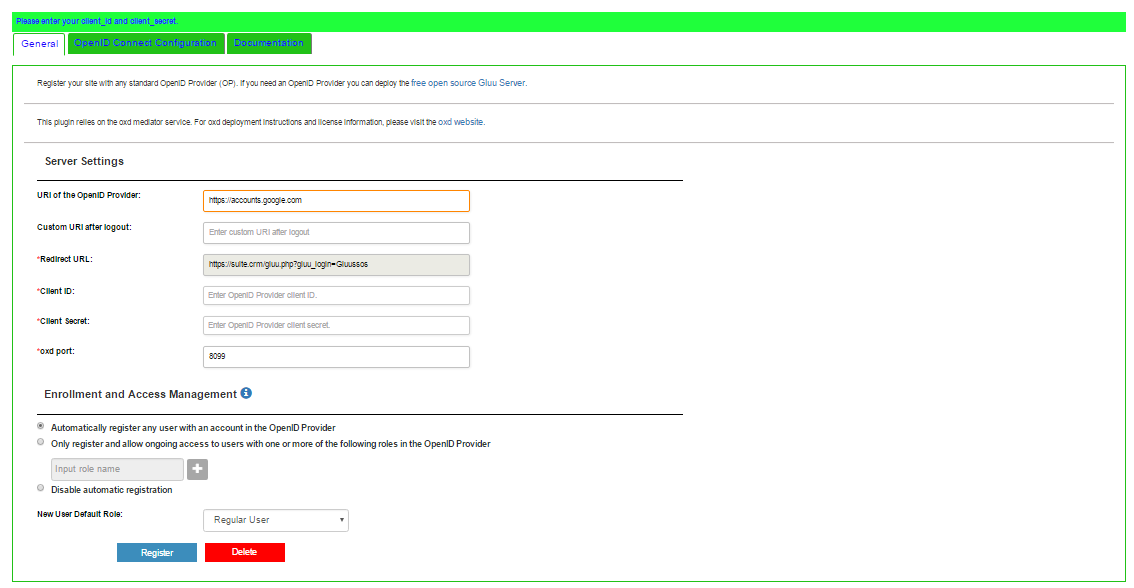 Please enter your client_id and client_secret.
General OpenID Connect Configuration Documentation
Register your site with any standard OpenID Provider (OP). If you need an OpenID Provider you can deploy the free open source Gluu Server.
This plugin relies on the oxd mediator service. For oxd deployment instructions and license information, please visit the oxd website.
Server Settings
URI of the OpenID Provider: https://accounts.google.com
Custom URI after logout: Enter custom URI after logout
*Redirect URL: https://suite.crm/gluu.php?gluu_login=Gluussos
*Client ID: Enter OpenID Provider client ID.
*Client Secret: Enter OpenID Provider client secret.
*oxd port: 8099
Enrollment and Access Management
Automatically register any user with an account in the OpenID Provider
Only register and allow ongoing access to users with one or more of the following roles in the OpenID Provider
Input role name
Disable automatic registration
New User Default Role: Regular User
Register Delete